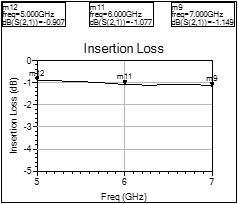 m12
freq=5.000GHz
dB(S(2,1))=-0.907
m11
freq=6.000GHz
dB(S(2,1))=-1.077
m9
freq=7.000GHz
dB(S(2,1))=-1.149
Insertion Loss
Insertion Loss (dB)
0
-1
-2
-3
-4
-5
m12
m11
m9
5
6
7
Freq (GHz)